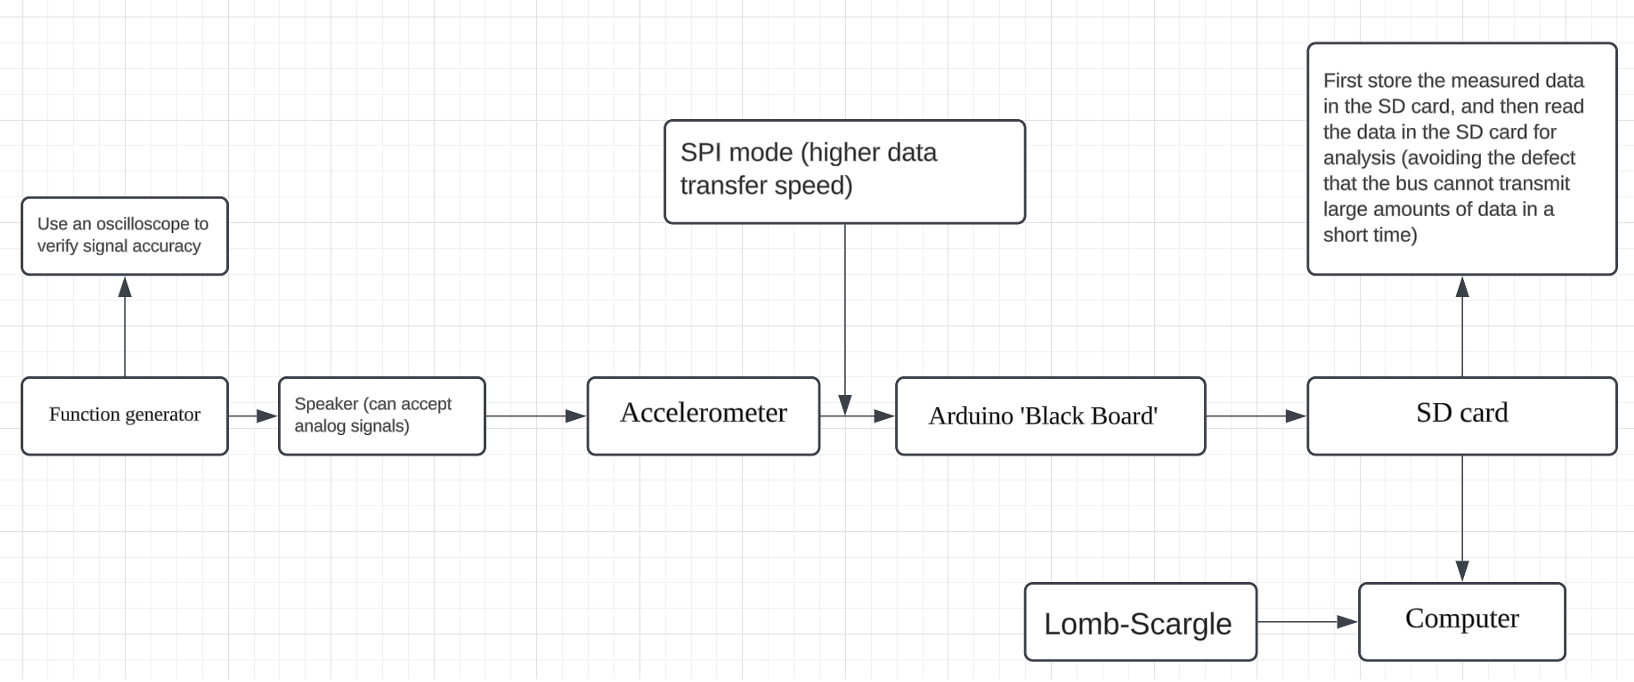 First store the measured data
in the SD card, and then read
the data in the SD card for
analysis (avoiding the defect
that the bus cannot transmit
large amounts of data in a
short time)
SPI mode (higher data
transfer speed)
Use an oscilloscope to
verify signal accuracy
Function generator
Speaker (can accept
analog signals)
Accelerometer
Arduino 'Black Board'
SD card
Lomb-Scargle
Computer